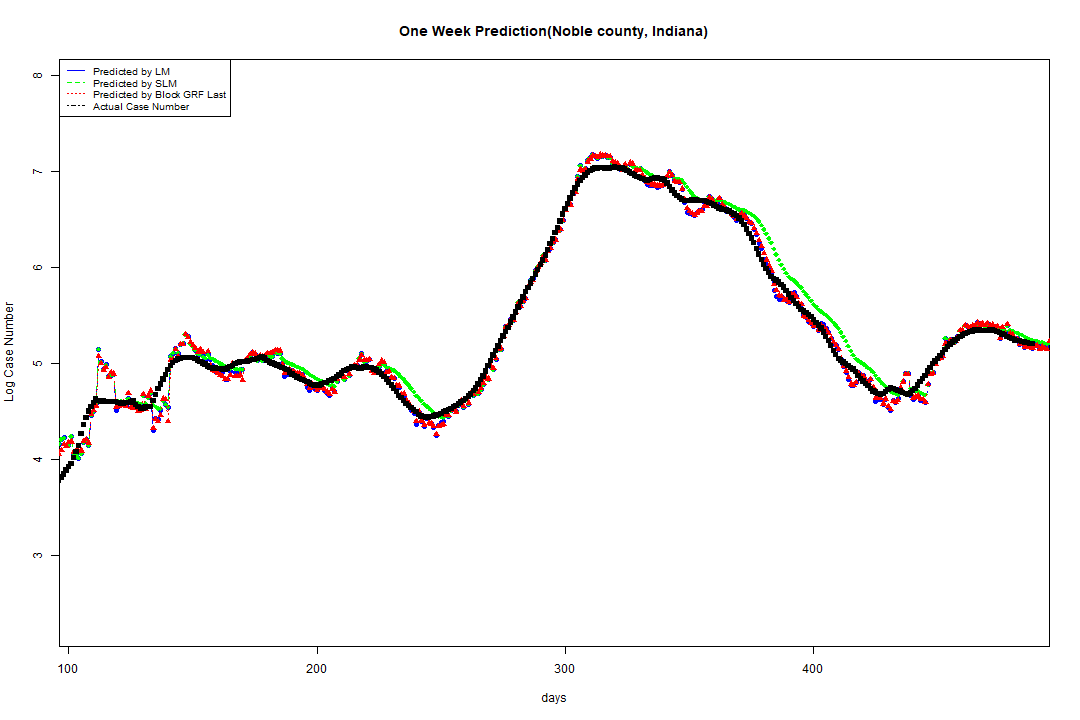 One Week Prediction(Noble county, Indiana)
Predicted by LM
Predicted by SLM
Predicted by Block GRF Last
Actual Case Number
8
7
6
5
4
3
Log Case Number
100
200
300
400
days